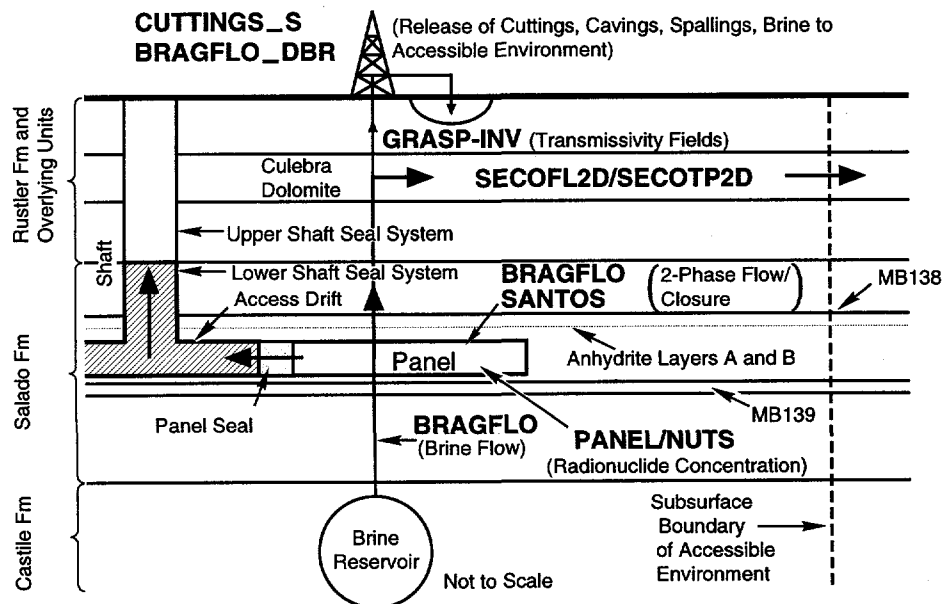 CUTTINGS_S
BRAGFLO_DBR
(Release of Cuttings, Cavings, Spallings, Brine to
Accessible Environment)
GRASP-INV (Transmissivity Fields)
Rustler Fm and
Overlying Units
Culebra
Dolomite
SECOFL2D/SECOTP2D
Shaft
Upper Shaft Seal System
Lower Shaft Seal System
Access Drift
BRAGFLO
SANTOS
(2-Phase Flow/
Closure)
MB138
Salado Fm
Panel
Anhydrite Layers A and B
Panel Seal
MB139
BRAGFLO
(Brine Flow)
PANEL/NUTS
(Radionuclide Concentration)
Castile Fm
Brine
Reservoir
Not to Scale
Subsurface
Boundary
of Accessible
Environment